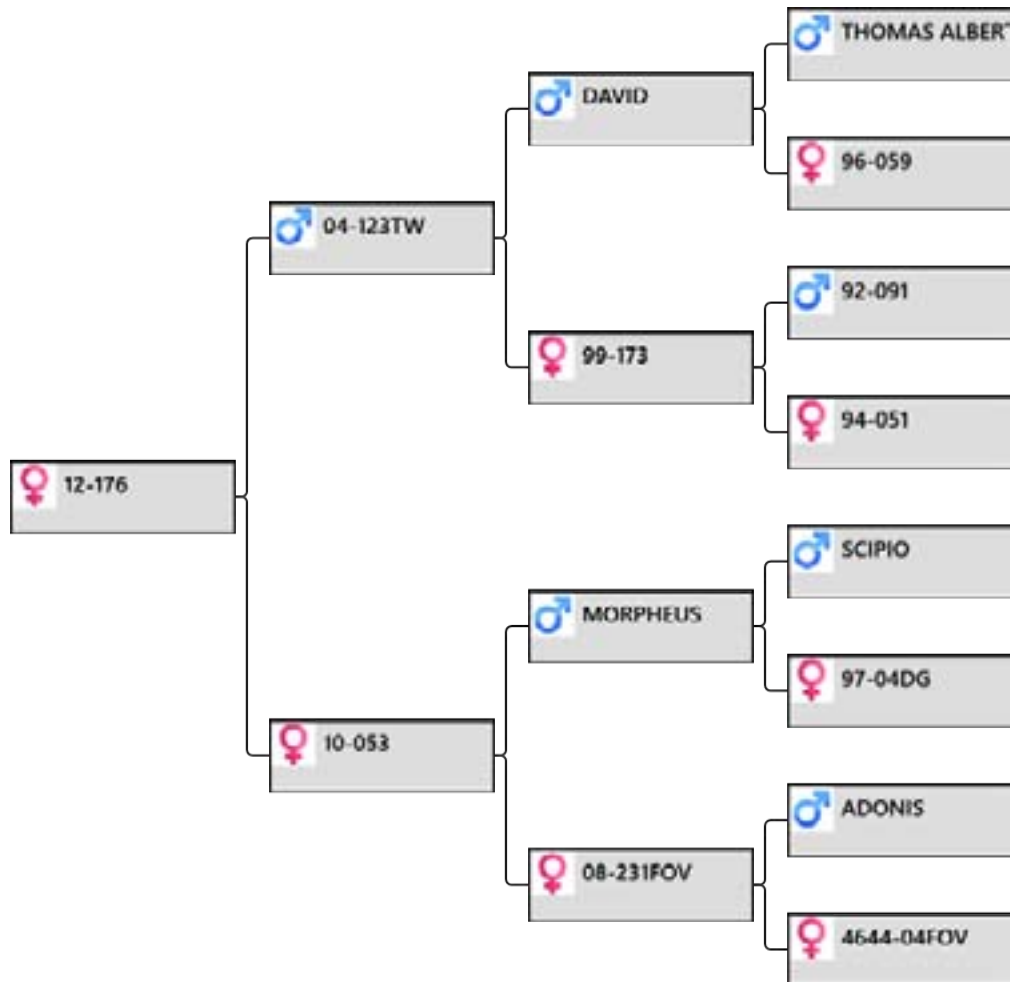 THOMAS ALBERT
DAVID
96-059
04-123TW
92-091
99-173
94-051
12-176
SCIPIO
MORPHEUS
97-04DG
10-053
ADONIS
08-231FOV
4644-04FOV